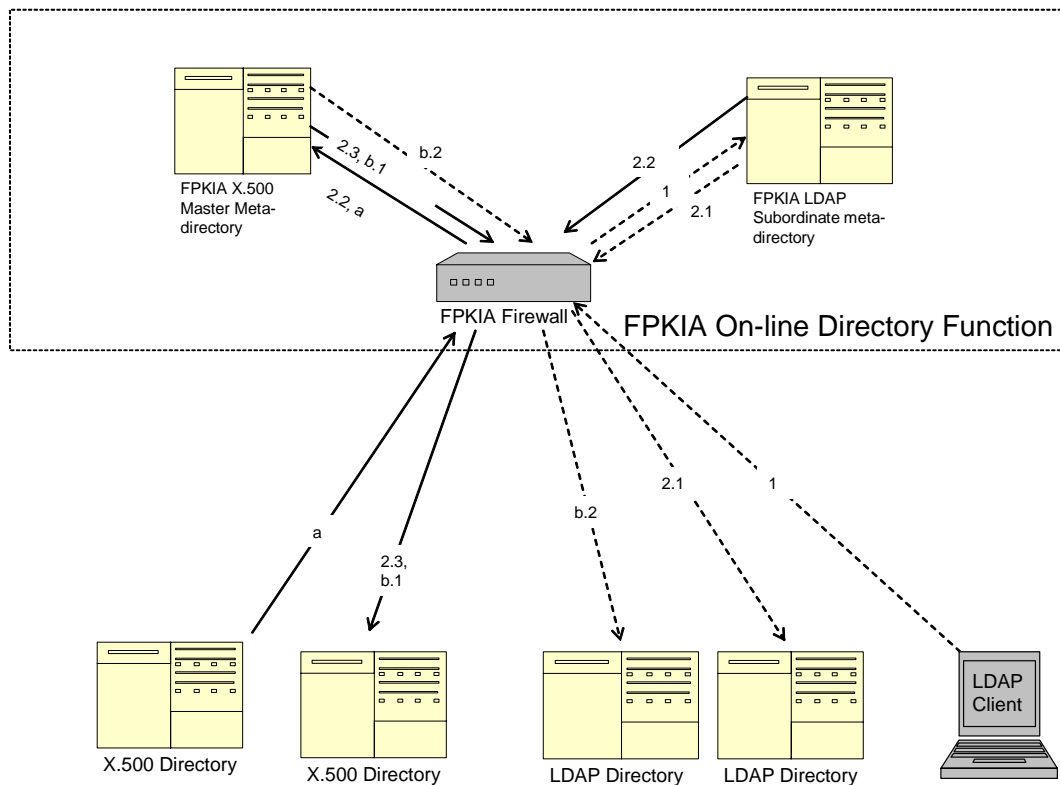 b.2
2.3, b.1
2.2, a
2.2
1
2.1
FPKIA X.500
Master Meta-
directory
FPKIA LDAP
Subordinate meta-
directory
FPKIA Firewall
FPKIA On-line Directory Function
a
2.3,
b.1
b.2
2.1
1
LDAP
Client
X.500 Directory
X.500 Directory
LDAP Directory
LDAP Directory